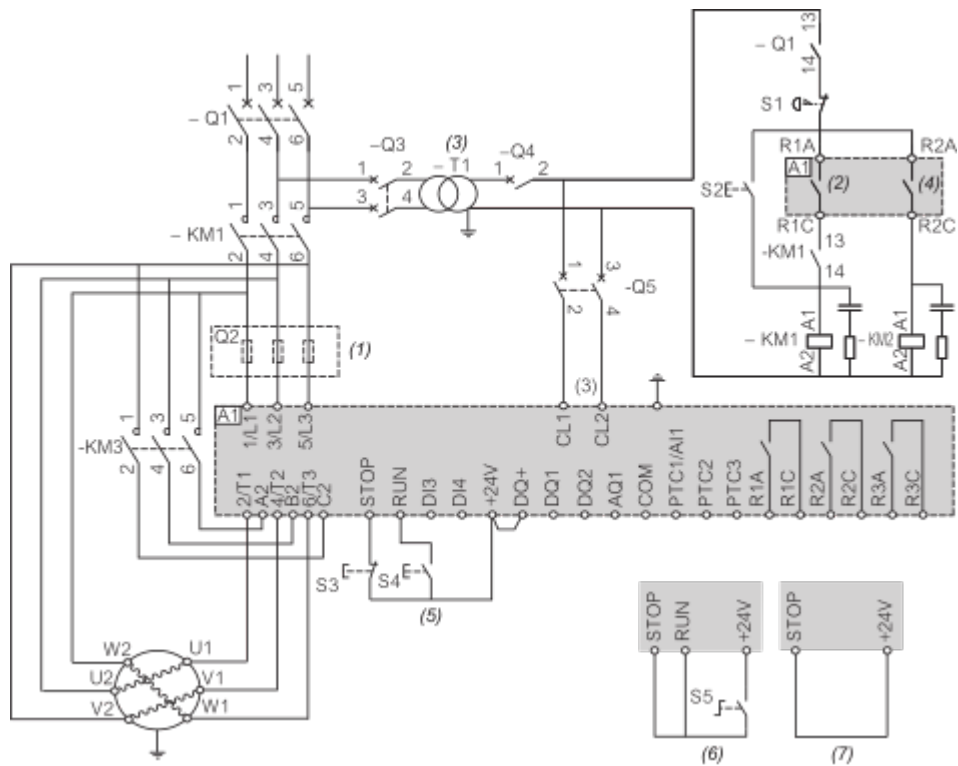 1 3 5
– Q1
2 4 6
–Q3
1 2
3 4
(3)
– T1
–Q4
1 2
13
– Q1
14
S1
R1A R2A
A1
(2) (4)
S2
R1C R2C
-KM1
13
14
A1 A1
– KM1 – KM2
A2 A2
1 3 5
– KM1
2 4 6
1 3
-Q5
2 4
Q2
(1)
(3)
A1
1/L1 3/L2 5/L3 CL1 CL2
1 3 5
-KM3
2 4 6
2/T1 A2 4/T2 B2 6/T3 C2 STOP RUN DI3 DI4 +24V DQ+ DQ1 DQ2 AQ1 COM PTC1/AI1 PTC2 PTC3 R1A R1C R2A R2C R3A R3C
S3 S4
(5)
W2 U1
U2 V1
V2 W1
STOP RUN +24V
S5
(6)
STOP +24V
(7)